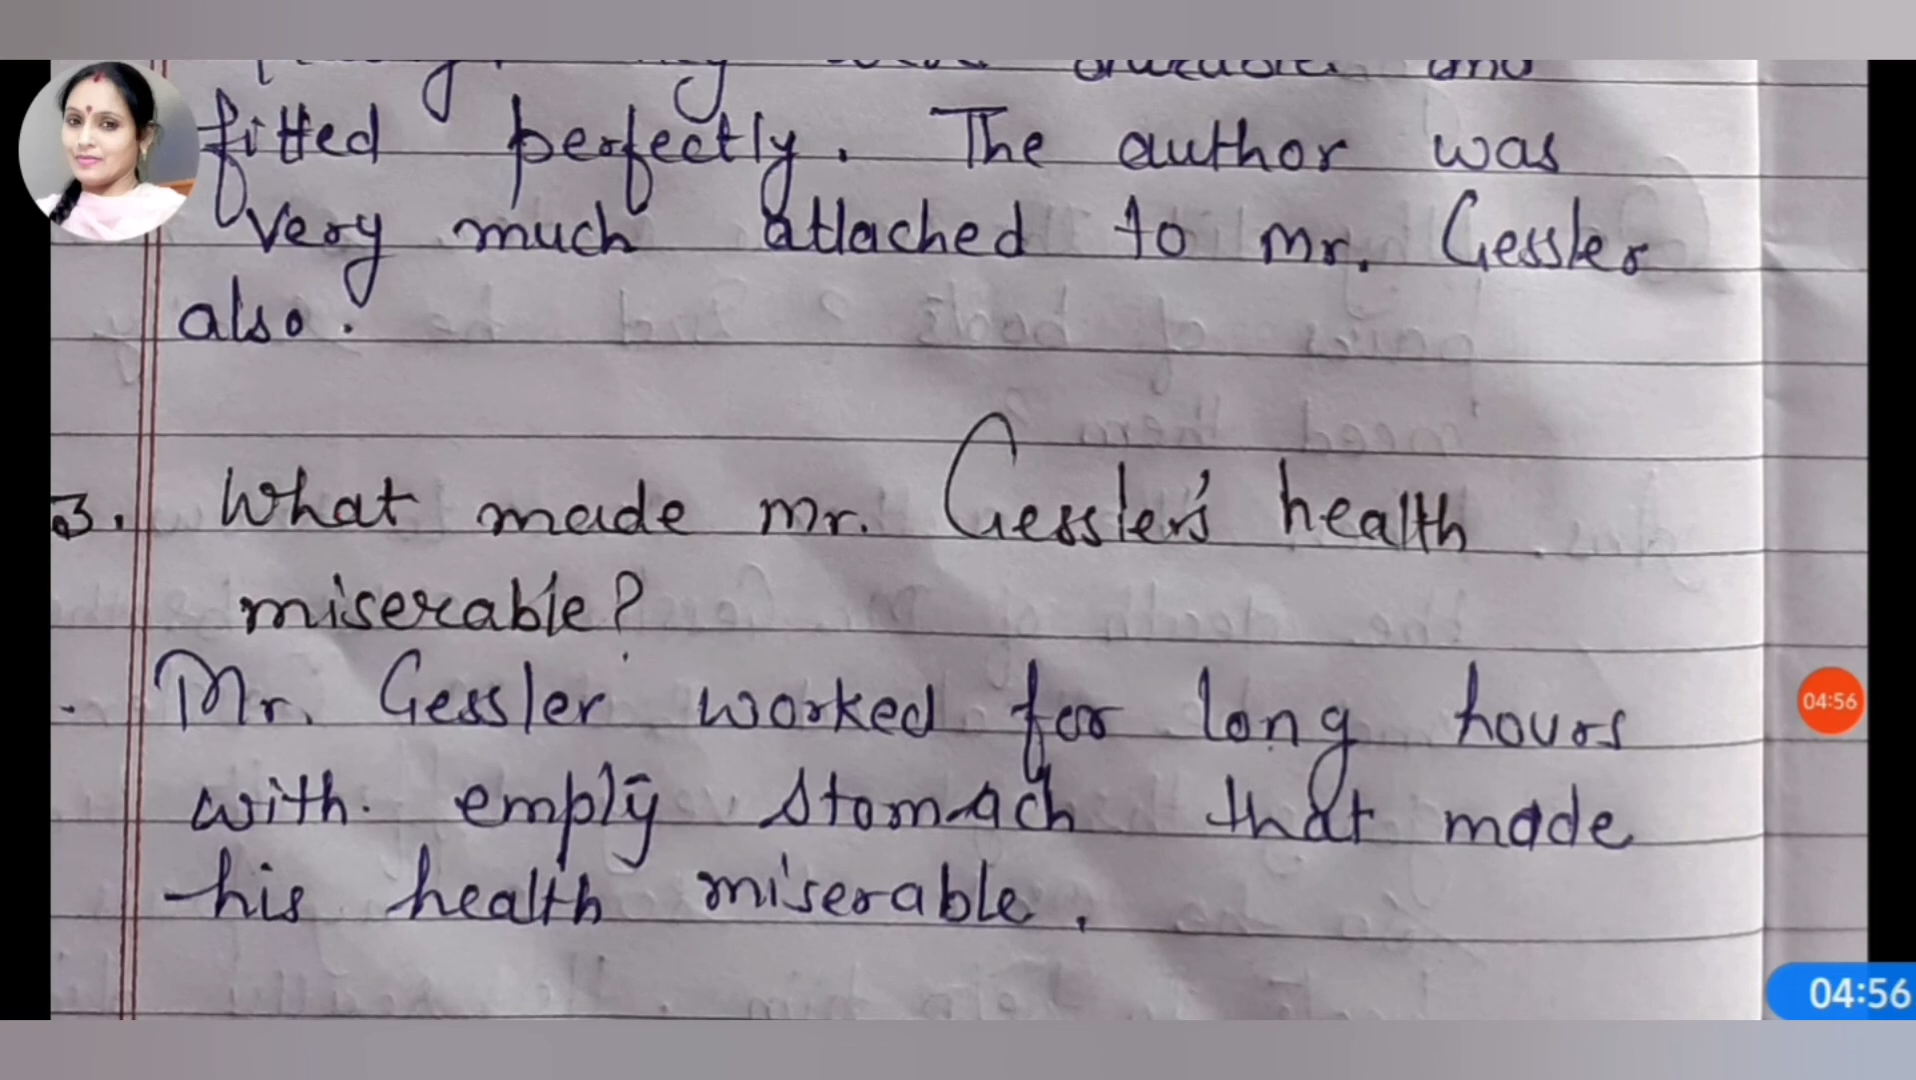 and
fitted perfectly. The author was
very much attached to Mr. Gessler
also.
3. What made Mr. Gessler's health
miserable?
Mr. Gessler worked for long hours
04:56
with empty stomach that made
his health miserable.
04:56